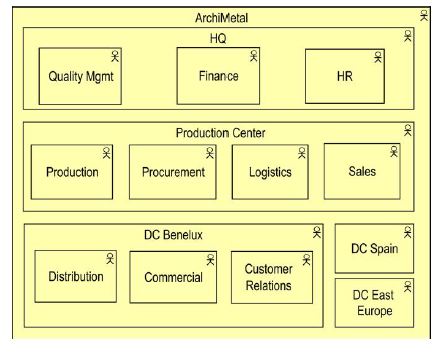 ArchiMetal
HQ
Quality Mgmt
Finance
HR
Production Center
Production
Procurement
Logistics
Sales
DC Benelux
Distribution
Commercial
Customer
Relations
DC Spain
DC East
Europe